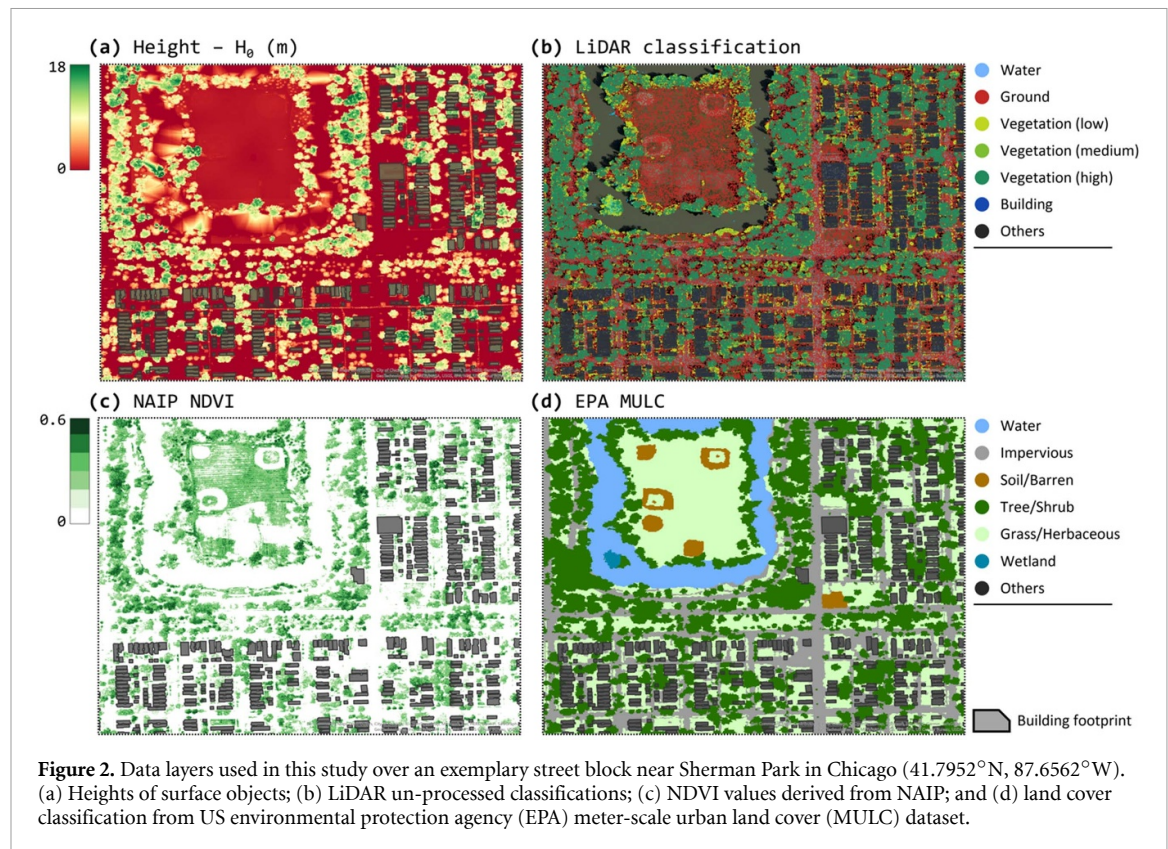 (a) Height – H₀ (m)
18
0
(b) LiDAR classification
Water
Ground
Vegetation (low)
Vegetation (medium)
Vegetation (high)
Building
Others
(c) NAIP NDVI
0.6
0
(d) EPA MULC
Water
Impervious
Soil/Barren
Tree/Shrub
Grass/Herbaceous
Wetland
Others
Building footprint
Figure 2. Data layers used in this study over an exemplary street block near Sherman Park in Chicago (41.7952°N, 87.6562°W).
(a) Heights of surface objects; (b) LiDAR un-processed classifications; (c) NDVI values derived from NAIP; and (d) land cover
classification from US environmental protection agency (EPA) meter-scale urban land cover (MULC) dataset.